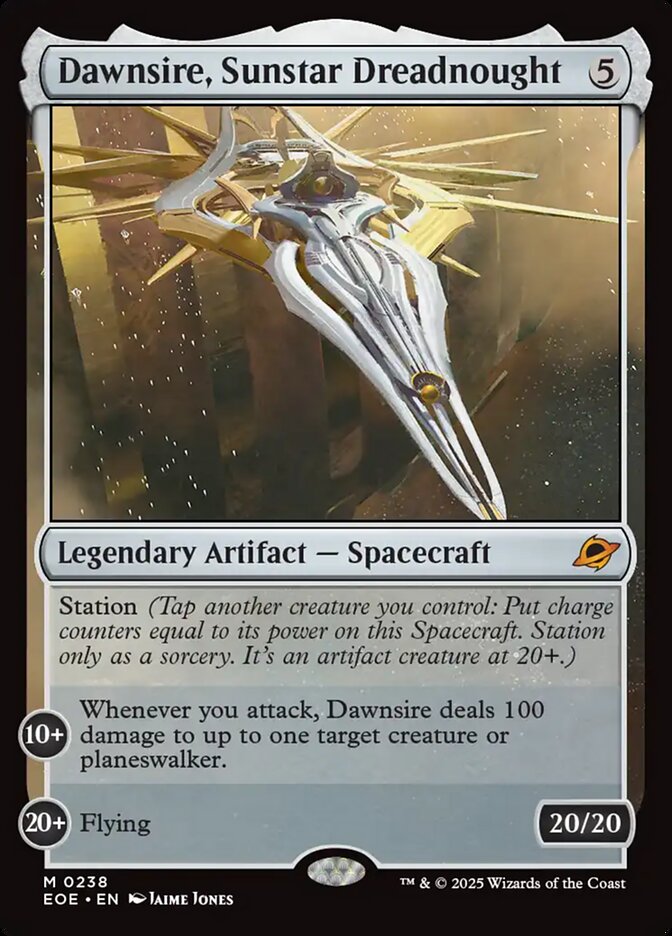 Dawnsire, Sunstar Dreadnought 5
Legendary Artifact — Spacecraft
Station (Tap another creature you control: Put charge
counters equal to its power on this Spacecraft. Station
only as a sorcery. It's an artifact creature at 20+.)
10+
Whenever you attack, Dawnsire deals 100
damage to up to one target creature or
planeswalker.
20+ Flying
20/20
M 0238
EOE • EN JAIME JONES
™ & © 2025 Wizards of the Coast